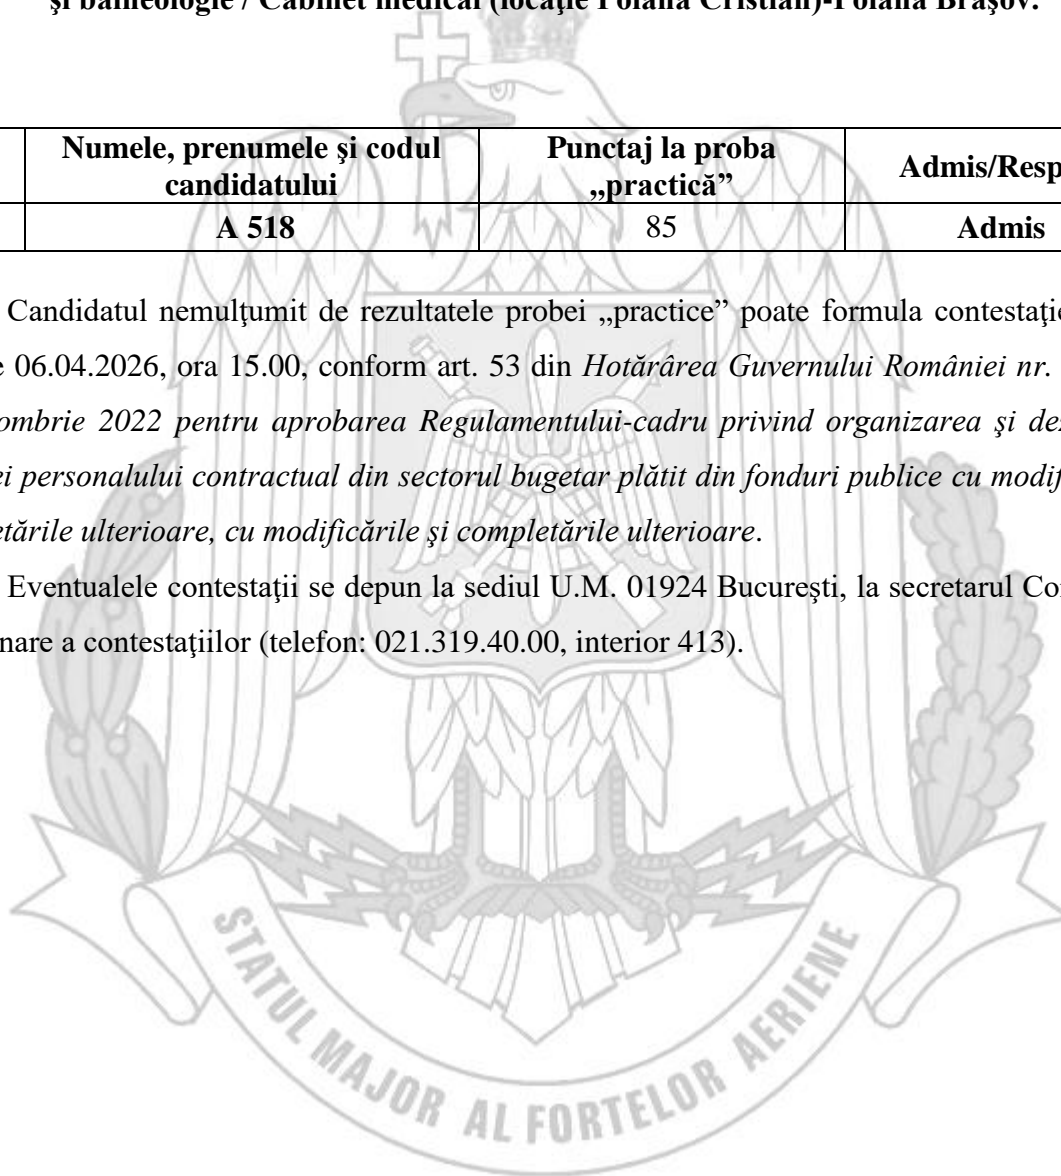 şi balneologie / Cabinet medical (locaţie Poiana Cristian)-Poiana Braşov.
Numele, prenumele şi codul candidatului
Punctaj la proba „practică”
Admis/Resp
A 518
85
Admis
Candidatul nemulţumit de rezultatele probei „practice” poate formula contestaţie
e 06.04.2026, ora 15.00, conform art. 53 din Hotărârea Guvernului României nr.
ombrie 2022 pentru aprobarea Regulamentului-cadru privind organizarea şi dez
ei personalului contractual din sectorul bugetar plătit din fonduri publice cu modif
etările ulterioare, cu modificările şi completările ulterioare.
Eventualele contestaţii se depun la sediul U.M. 01924 Bucureşti, la secretarul Co
nare a contestaţiilor (telefon: 021.319.40.00, interior 413).
STATUL MAJOR AL FORTELOR AERIENE